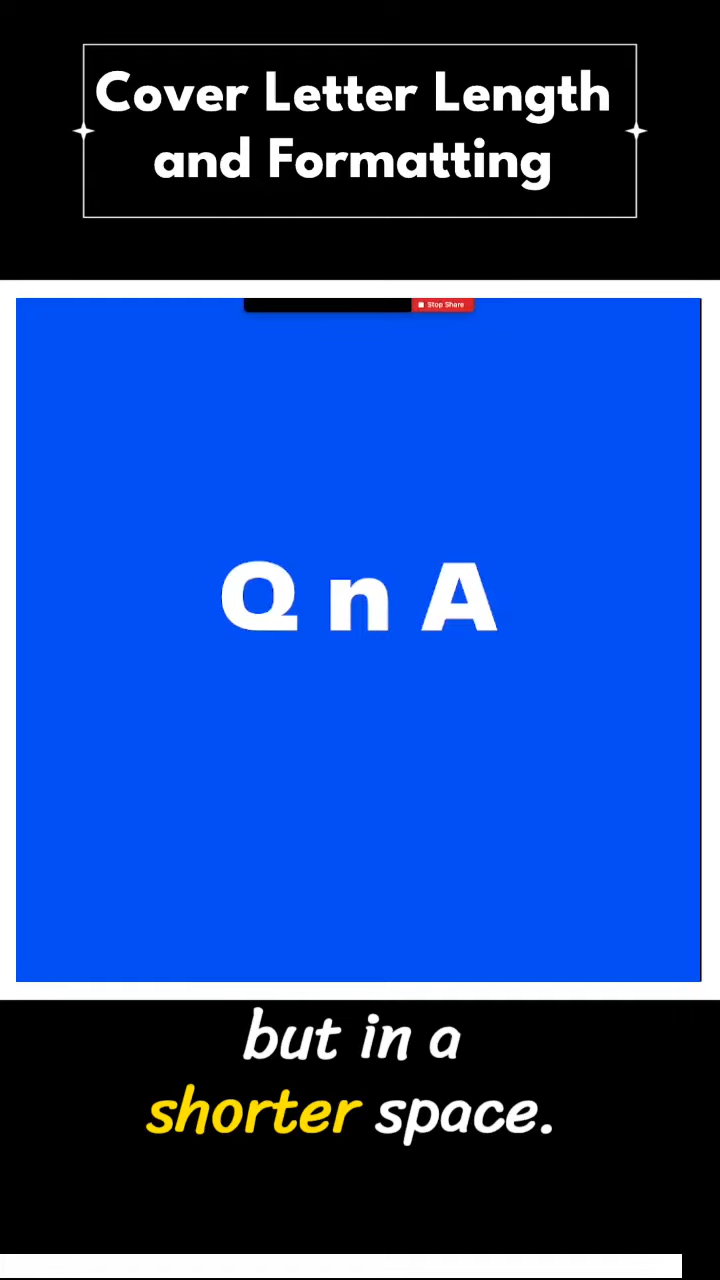 Cover Letter Length
and Formatting
Stop Share
Q n A
but in a
shorter space.